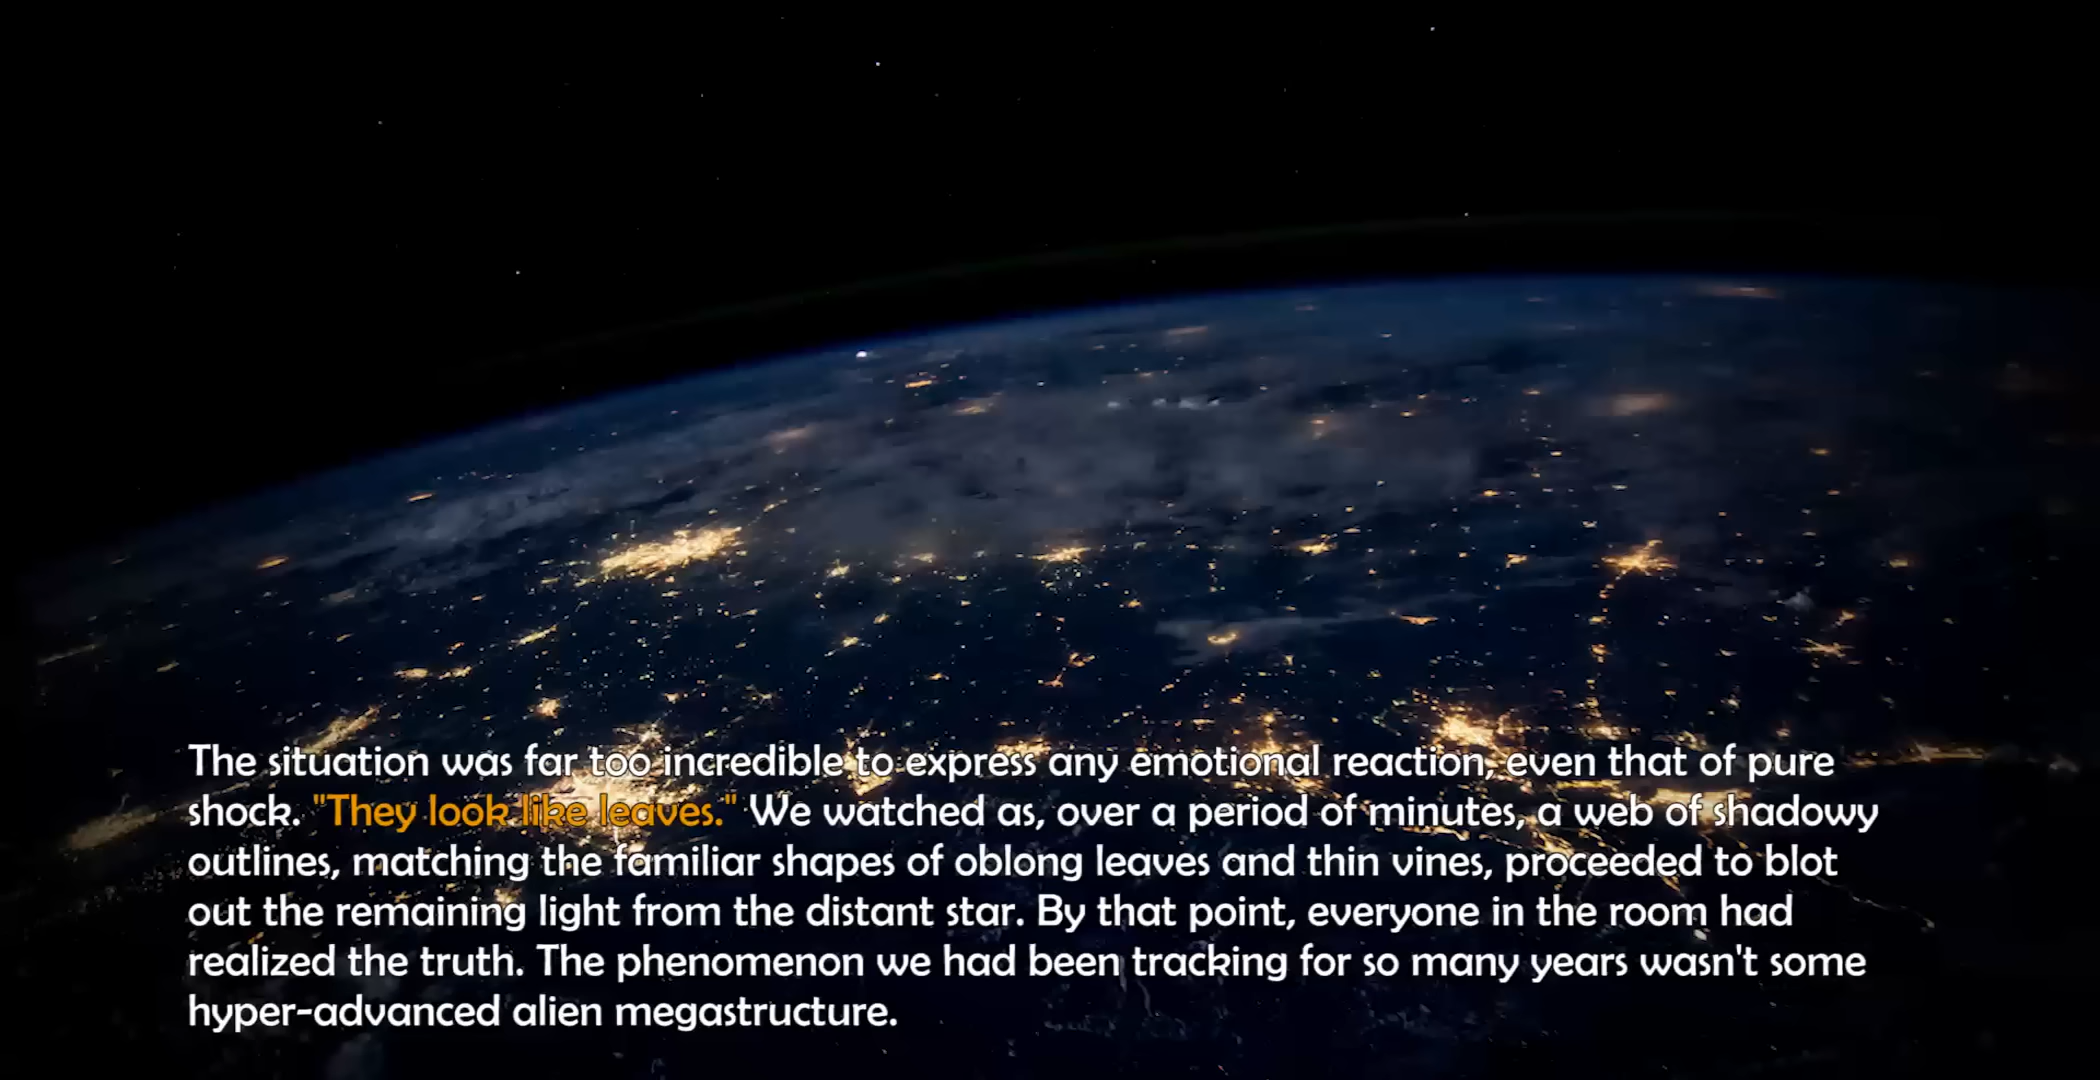 The situation was far too incredible to express any emotional reaction, even that of pure
shock. "They look like leaves." We watched as, over a period of minutes, a web of shadowy
outlines, matching the familiar shapes of oblong leaves and thin vines, proceeded to blot
out the remaining light from the distant star. By that point, everyone in the room had
realized the truth. The phenomenon we had been tracking for so many years wasn't some
hyper-advanced alien megastructure.